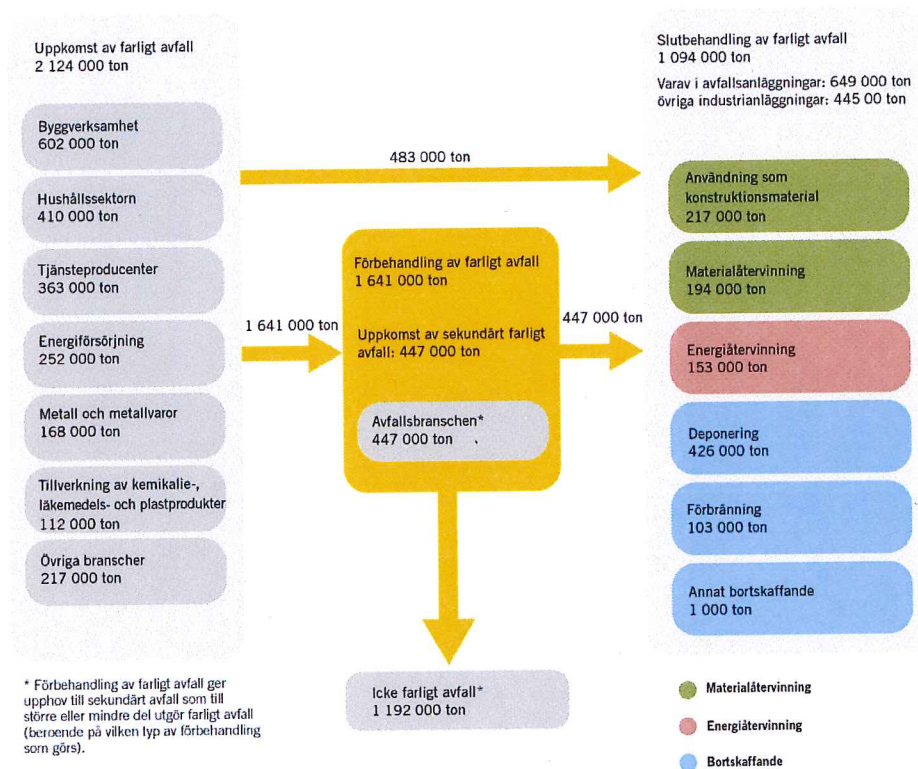 Uppkomst av farligt avfall
2 124 000 ton
Byggverksamhet
602 000 ton
Hushållssektorn
410 000 ton
Tjänsteproducenter
363 000 ton
Energiförsörjning
252 000 ton
Metall och metallvaror
168 000 ton
Tillverkning av kemikalie-,
läkemedels- och plastprodukter
112 000 ton
Övriga branscher
217 000 ton
* Förbehandling av farligt avfall ger
upphov till sekundärt avfall som till
större eller mindre del utgör farligt avfall
(beroende på vilken typ av förbehandling
som görs).
483 000 ton
1 641 000 ton
Förbehandling av farligt avfall
1 641 000 ton
Uppkomst av sekundärt farligt
avfall: 447 000 ton
Avfallsbranschen*
447 000 ton
447 000 ton
Icke farligt avfall*
1 192 000 ton
Slutbehandling av farligt avfall
1 094 000 ton
Varav i avfallsanläggningar: 649 000 ton
övriga industrianläggningar: 445 00 ton
Användning som
konstruktionsmaterial
217 000 ton
Materialåtervinning
194 000 ton
Energiåtervinning
153 000 ton
Deponering
426 000 ton
Förbränning
103 000 ton
Annat bortskaffande
1 000 ton
Materialåtervinning
Energiåtervinning
Bortskaffande